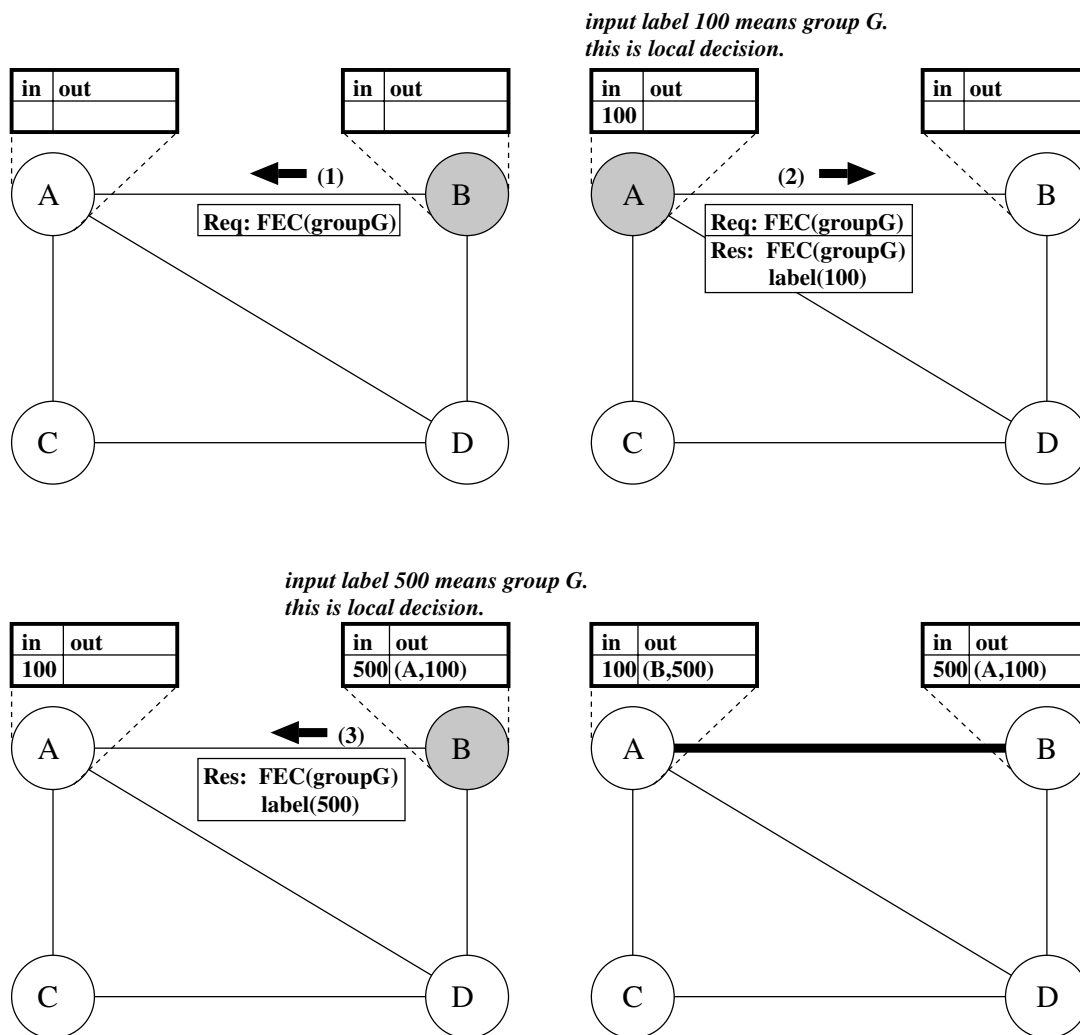 input label 100 means group G.
this is local decision.
in out
in out
in out
100
in out
A
(1)
B
Req: FEC(groupG)
C
D
A
(2)
B
Req: FEC(groupG)
Res: FEC(groupG)
label(100)
C
D
input label 500 means group G.
this is local decision.
in out
100
in out
500 (A,100)
in out
100 (B,500)
in out
500 (A,100)
A
(3)
B
Res: FEC(groupG)
label(500)
C
D
A
B
C
D